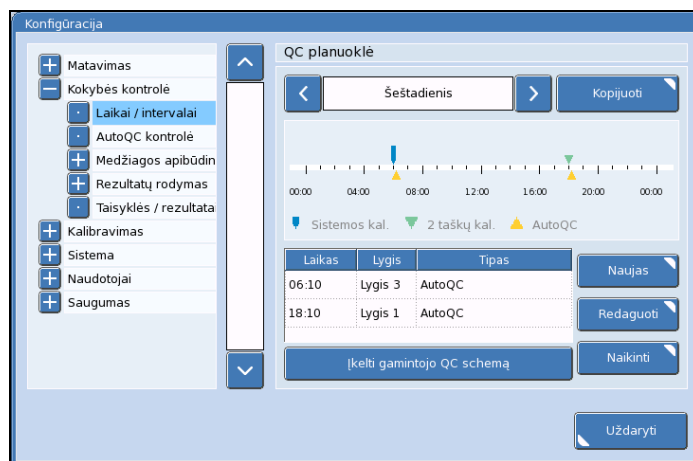 Konfigūracija
Matavimas
Kokybės kontrolė
Laikai / intervalai
AutoQC kontrolė
Medžiagos apibūdin
Rezultatų rodymas
Taisyklės / rezultata
Kalibravimas
Sistema
Naudotojai
Saugumas
QC planuoklė
Šeštadienis
Kopijuoti
00:00 04:00 08:00 12:00 16:00 20:00 00:00
Sistemos kal. 2 taškų kal. AutoQC
Laikas Lygis Tipas
06:10 Lygis 3 AutoQC
18:10 Lygis 1 AutoQC
Naujas
Redaguoti
Naikinti
Įkelti gamintojo QC schemą
Uždaryti